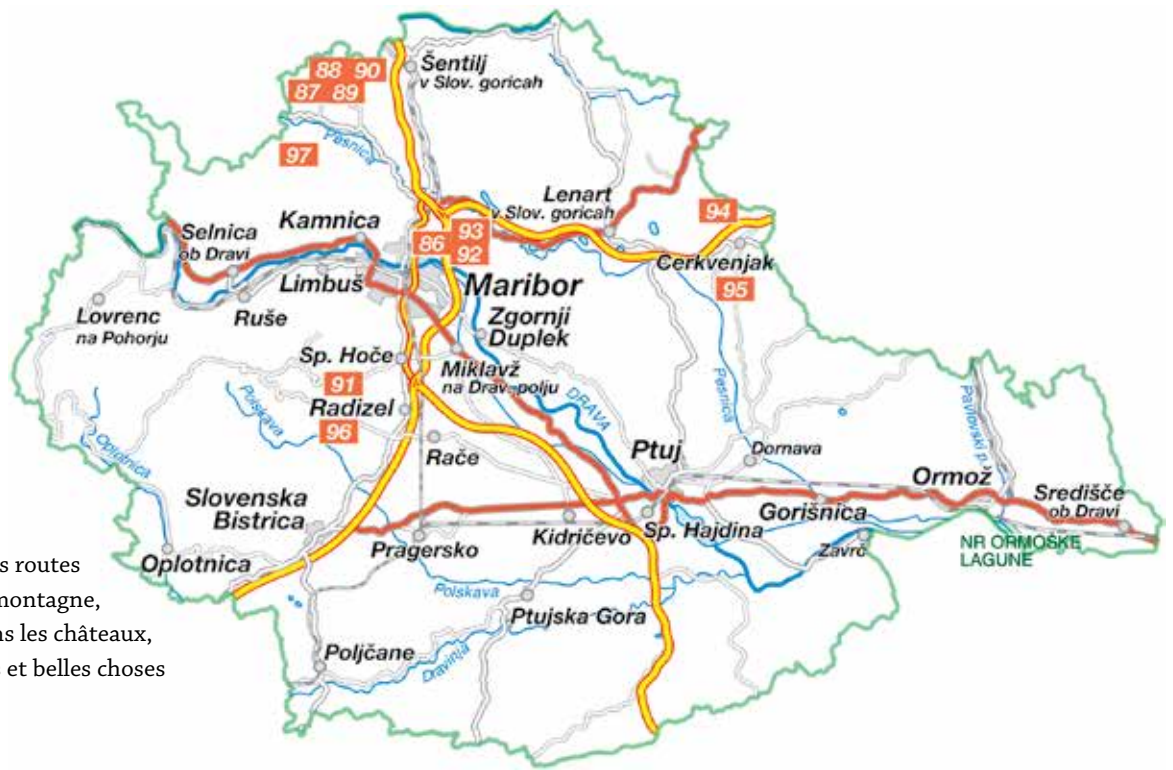 88 90
87 89
Šentilj
v Slov. goricah
97
Pesnica
Lenart
v Slov. goricah
94
Kamnica
Selnica
ob Dravi
93
86
92
Cerkvenjak
95
Limbuš
Maribor
Lovrenc
na Pohorju
Ruše
Zgornji
Duplek
Sp. Hoče
Miklavž
na Drav. polju
91
Radizel
96
Polskava
DRAVA
Pesnica
Pavlovski p.
Oplotnica
Rače
Ptuj
Dornava
Ormož
Slovenska
Bistrica
Središče
ob Dravi
Gorišnica
Sp. Hajdina
Kidričevo
Pragersko
Zavrč
NR ORMOŠKE
LAGUNE
Oplotnica
Polskava
Ptujska Gora
Poljčane
Dravinja
s routes
montagne,
s les châteaux,
et belles choses